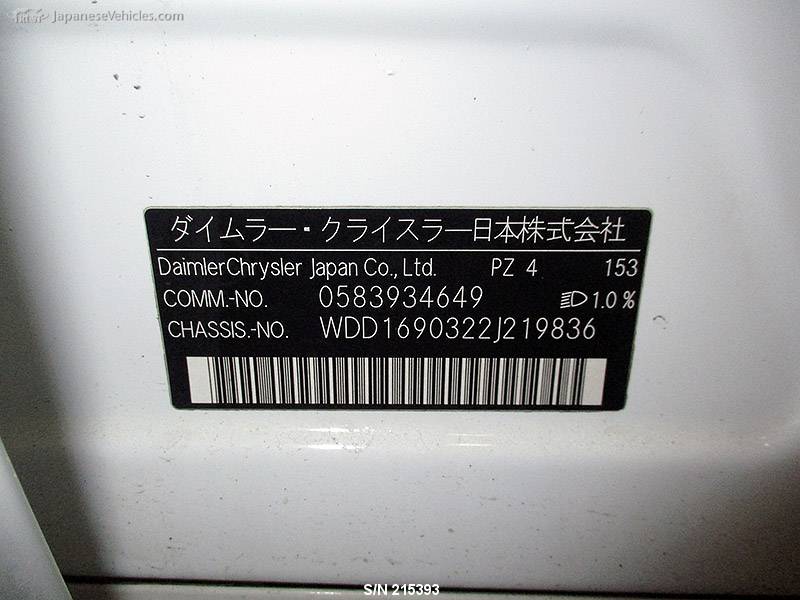 JapaneseVehicles.com
ダイムラー・クライスラー日本株式会社
DaimlerChrysler Japan Co., Ltd. PZ 4 153
COMM.-NO. 0583934649 1.0 %
CHASSIS.-NO. WDD1690322J219836
S/N 215393